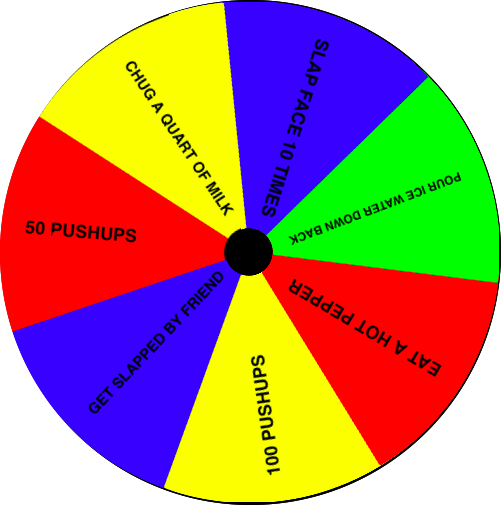 SLAP FACE 10 TIMES
POUR ICE WATER DOWN BACK
EAT A HOT PEPPER
100 PUSHUPS
GET SLAPPED BY FRIEND
50 PUSHUPS
CHUG A QUART OF MILK